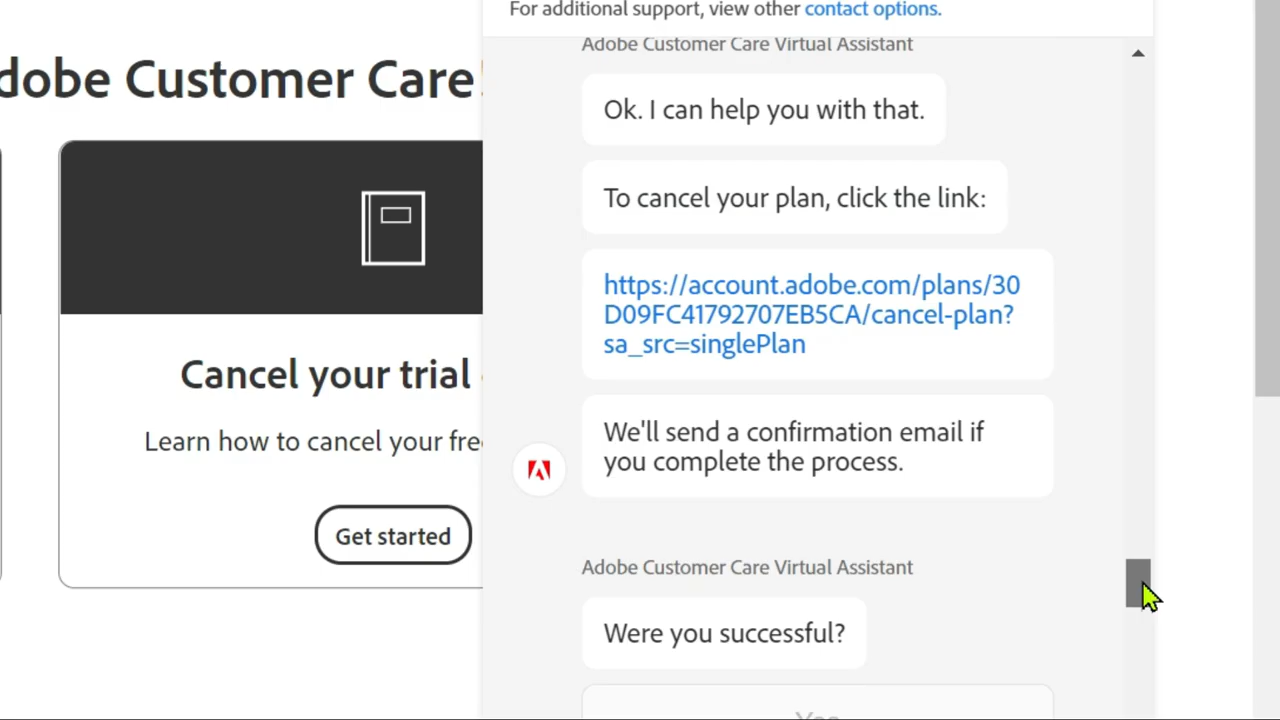 For additional support, view other contact options.
Adobe Customer Care Virtual Assistant
dobe Customer Care!
Ok. I can help you with that.
To cancel your plan, click the link:
https://account.adobe.com/plans/30
D09FC41792707EB5CA/cancel-plan?
sa_src=singlePlan
Cancel your trial
Learn how to cancel your fre
We'll send a confirmation email if
you complete the process.
Get started
Adobe Customer Care Virtual Assistant
Were you successful?
Yes